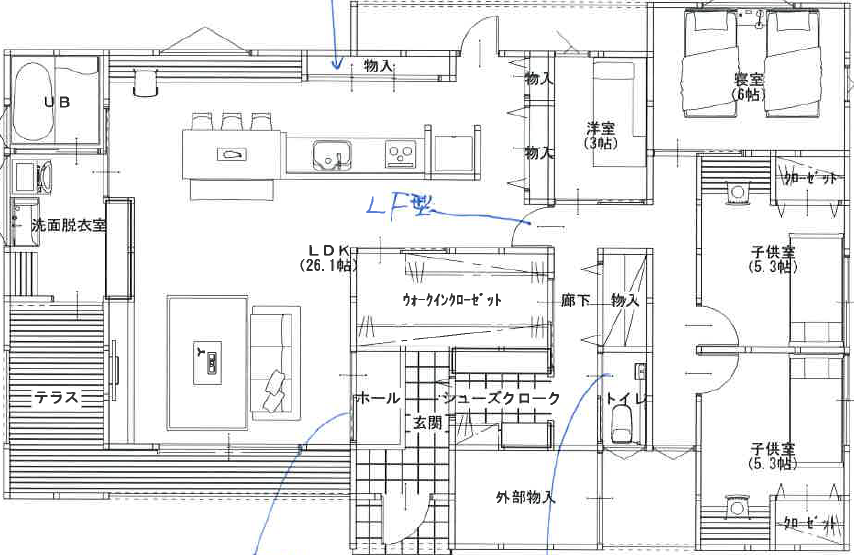 物入
寝室
(6帖)
UB
物入
洋室
(3帖)
物入
クローゼット
LF型
洗面脱衣室
LDK
(26.1帖)
子供室
(5.3帖)
ウォークインクローゼット
廊下
物入
テラス
ホール
玄関
シューズクローク
トイレ
子供室
(5.3帖)
外部物入
クローゼット